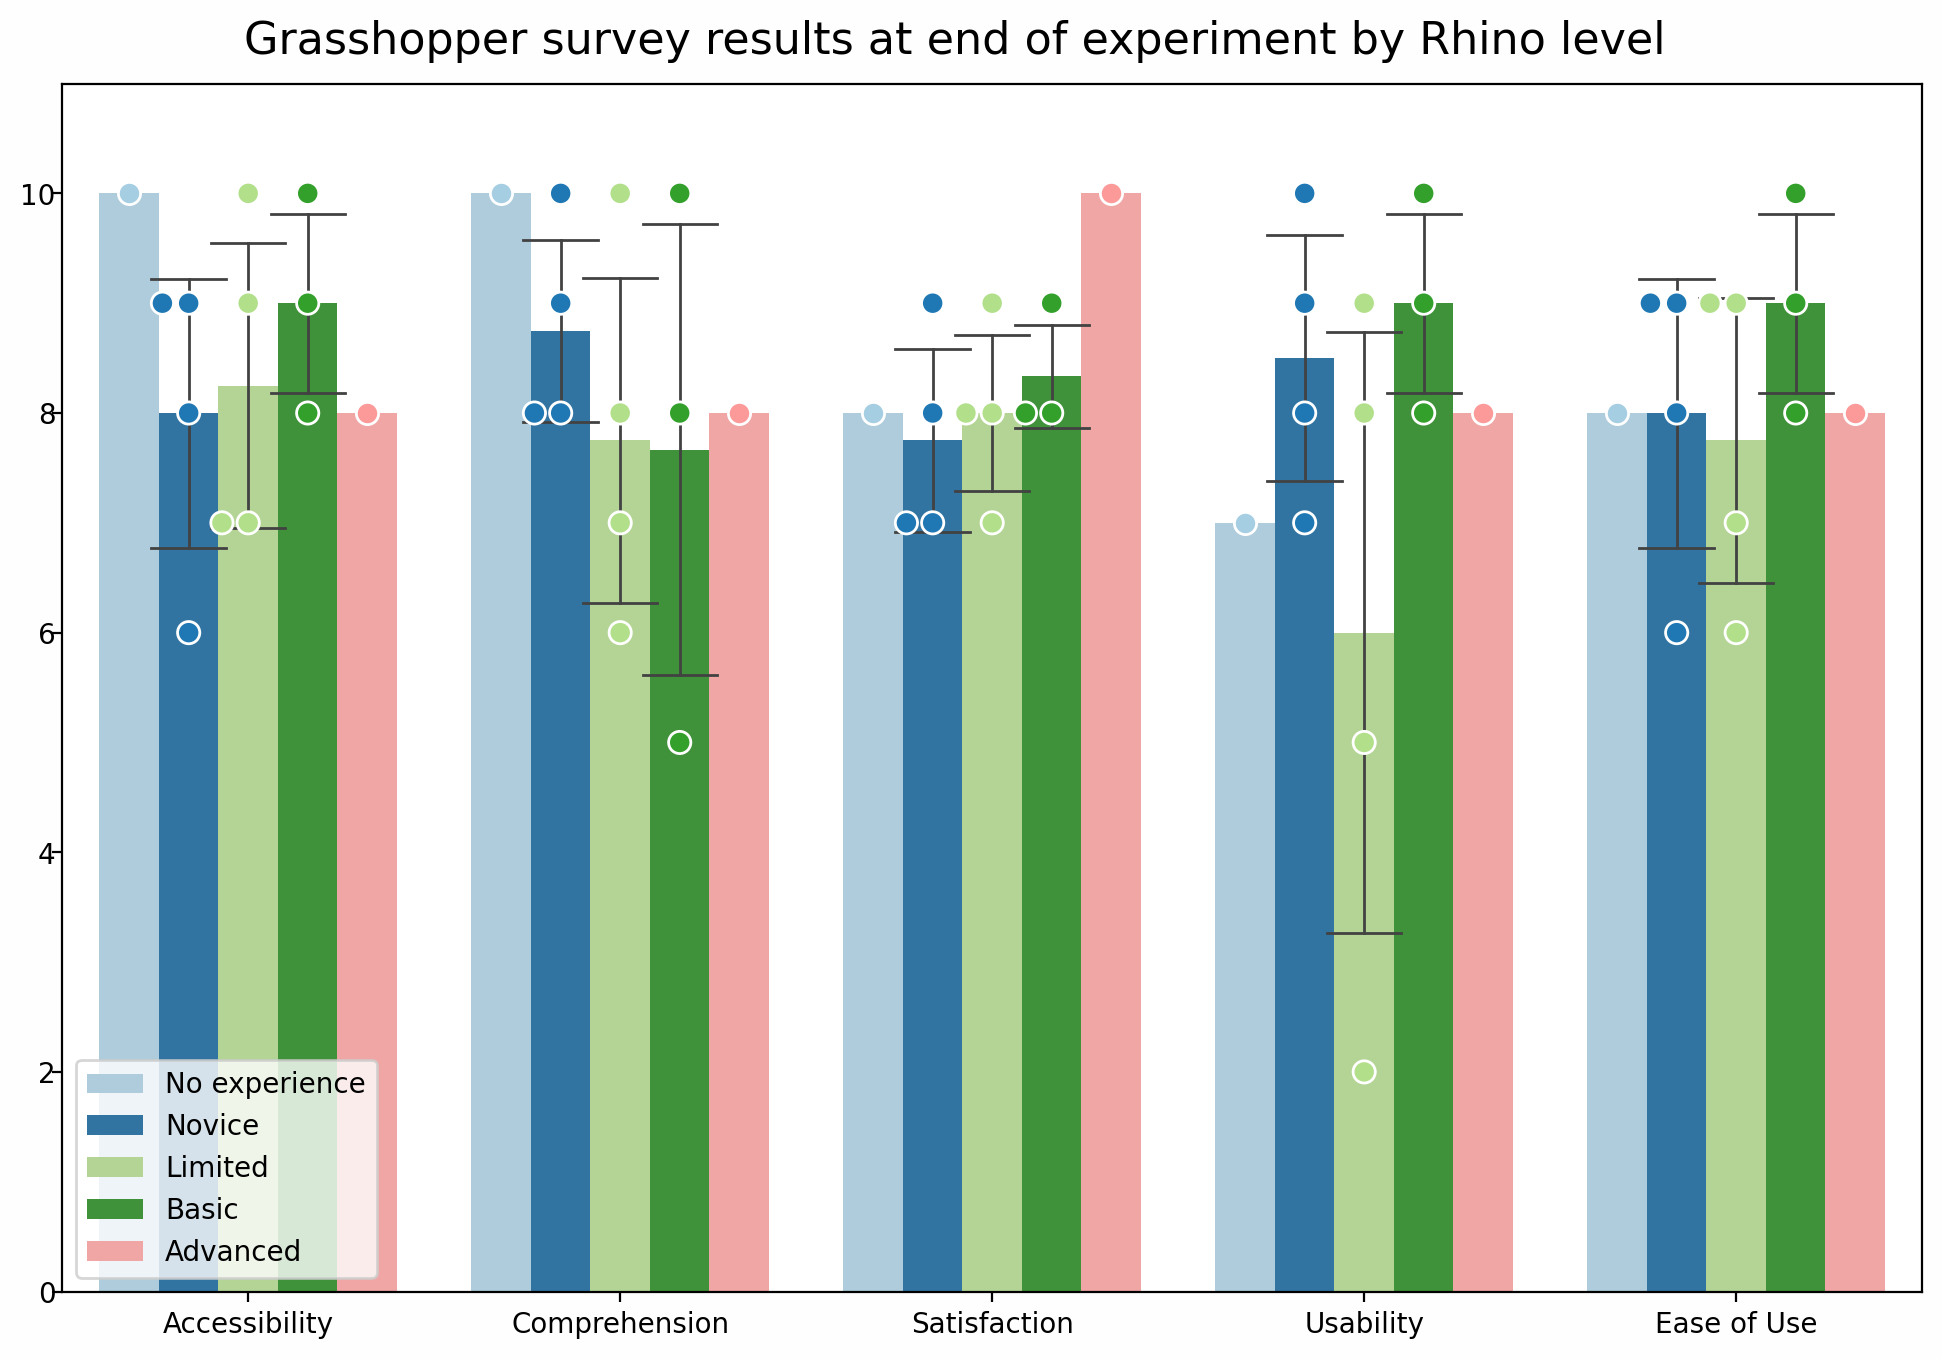 Grasshopper survey results at end of experiment by Rhino level
10
8
6
4
2
0
No experience
Novice
Limited
Basic
Advanced
Accessibility Comprehension Satisfaction Usability Ease of Use